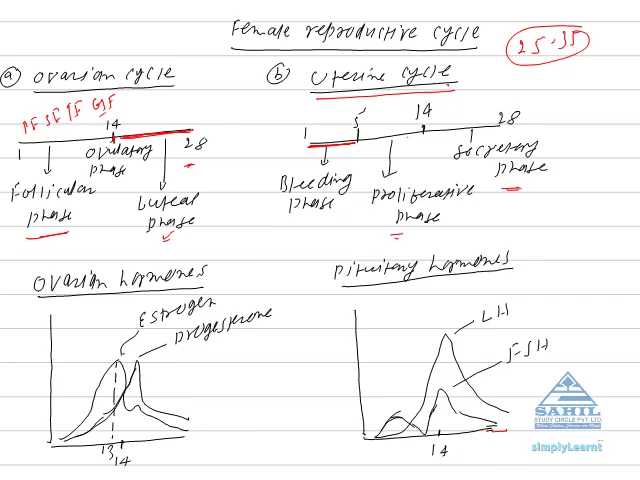 Female reproductive cycle
25-35
(a) ovarian cycle
(b) Uterine cycle
PF SF TF GF
14
1
28
ovulatory phase
Follicular phase
Luteal phase
1
5
14
28
Bleeding phase
Proliferative phase
Secretory phase
Ovarian hormones
Pituitary hormones
Estrogen
Progesterone
13
14
LH
FSH
14
SAHIL
STUDY CIRCLE PVT. LTD.
simplyLearnt